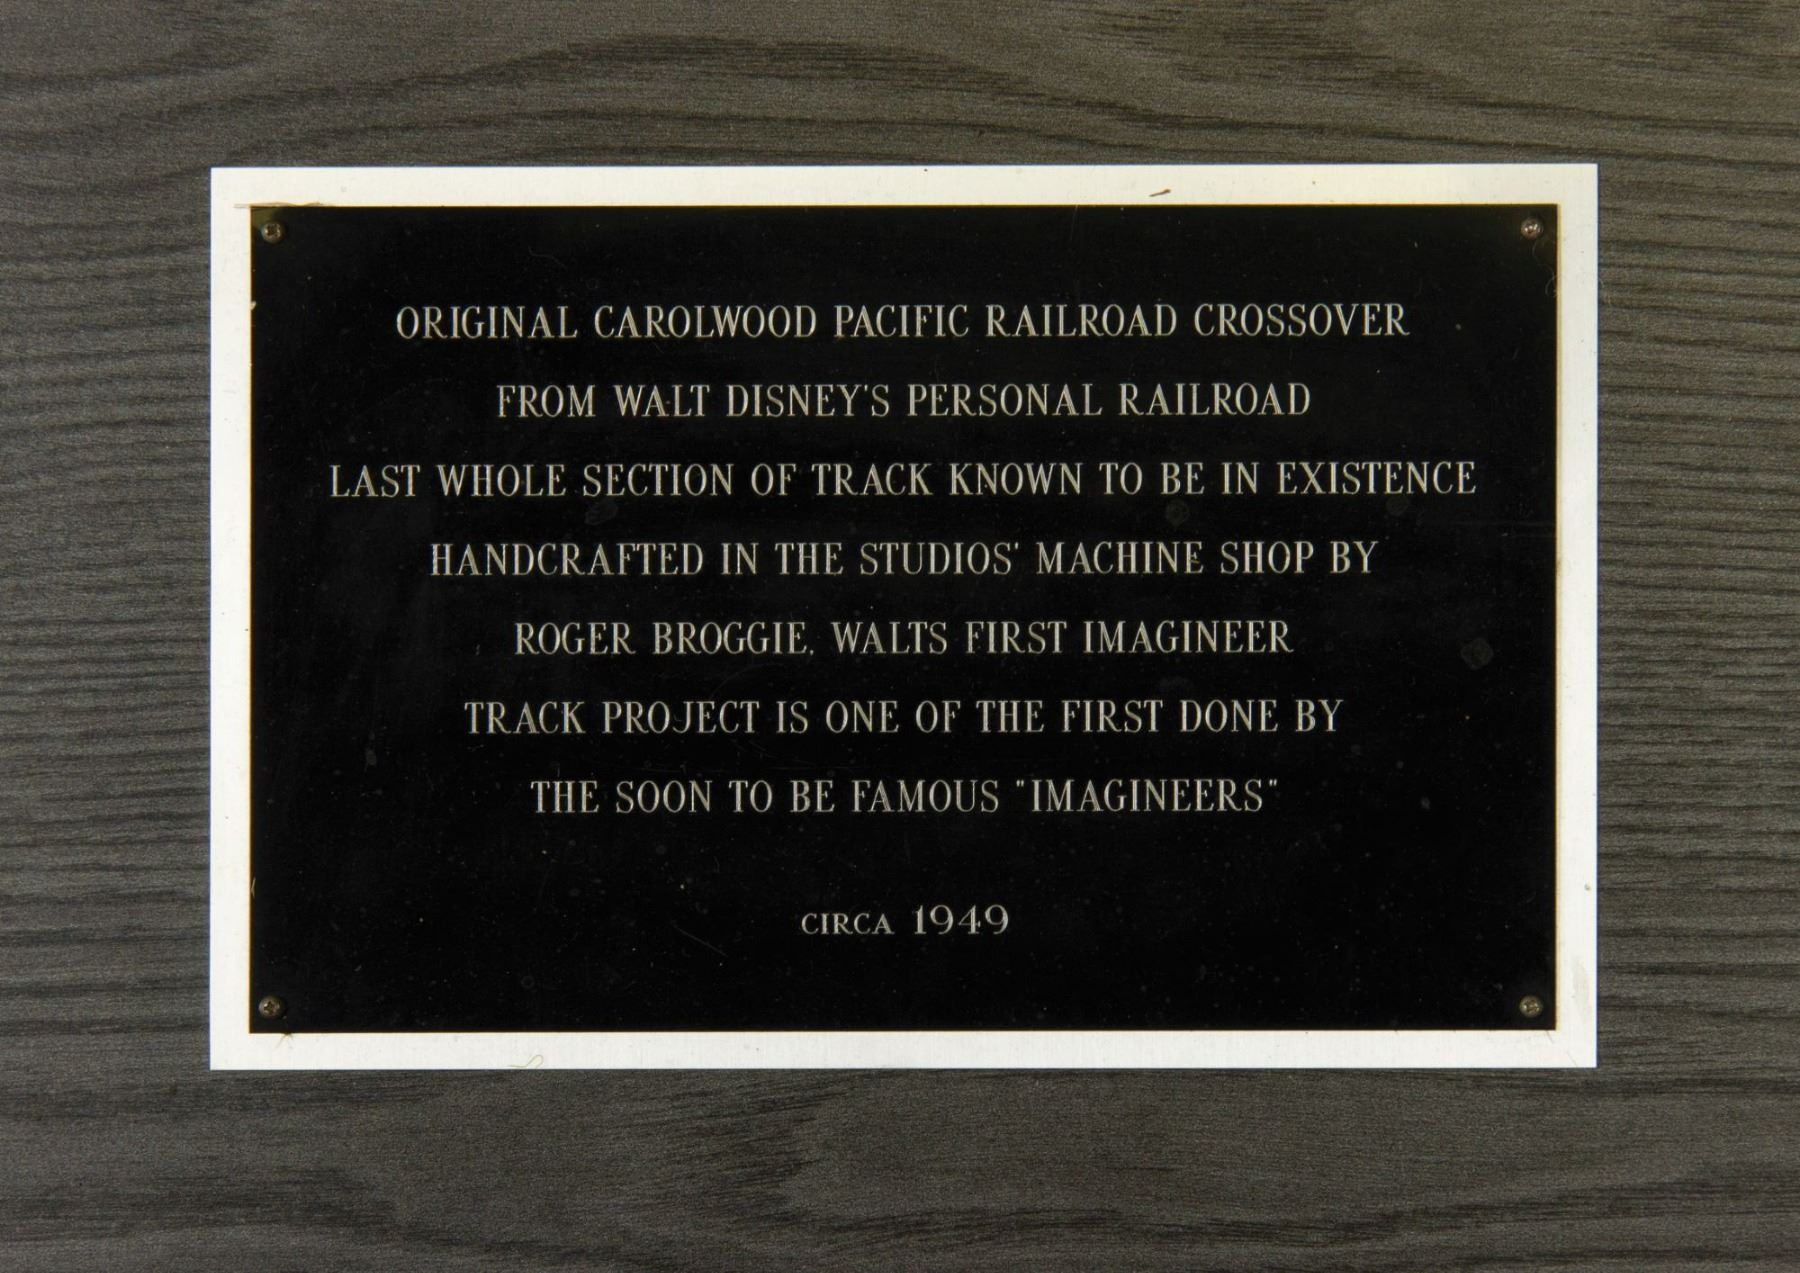 ORIGINAL CAROLWOOD PACIFIC RAILROAD CROSSOVER
FROM WALT DISNEY'S PERSONAL RAILROAD
LAST WHOLE SECTION OF TRACK KNOWN TO BE IN EXISTENCE
HANDCRAFTED IN THE STUDIOS' MACHINE SHOP BY
ROGER BROGGIE, WALTS FIRST IMAGINEER
TRACK PROJECT IS ONE OF THE FIRST DONE BY
THE SOON TO BE FAMOUS "IMAGINEERS"
CIRCA 1949